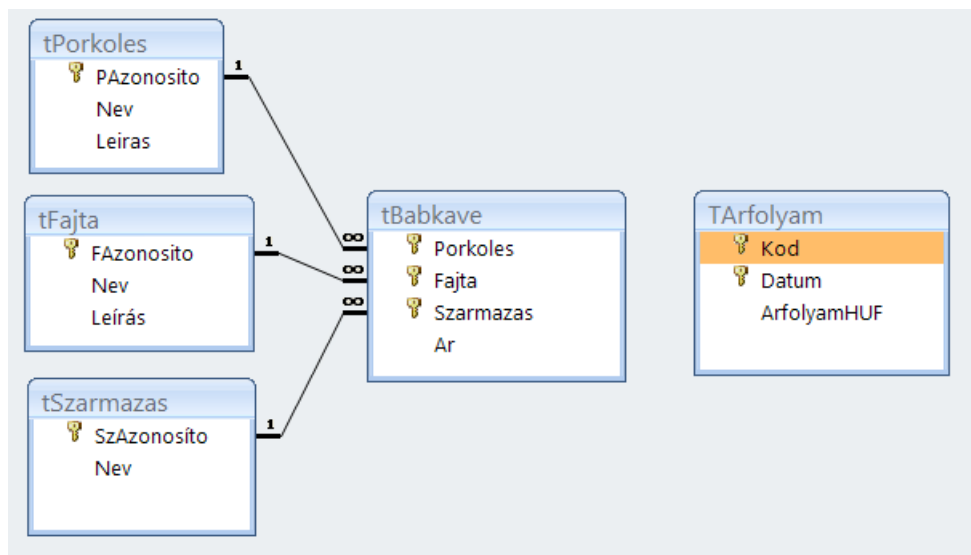 tPorkoles
PAzonosito
Nev
Leiras
1
tFajta
FAzonosito
Nev
Leírás
1
tSzarmazas
SzAzonosíto
Nev
1
tBabkave
∞ Porkoles
∞ Fajta
∞ Szarmazas
Ar
TArfolyam
Kod
Datum
ArfolyamHUF